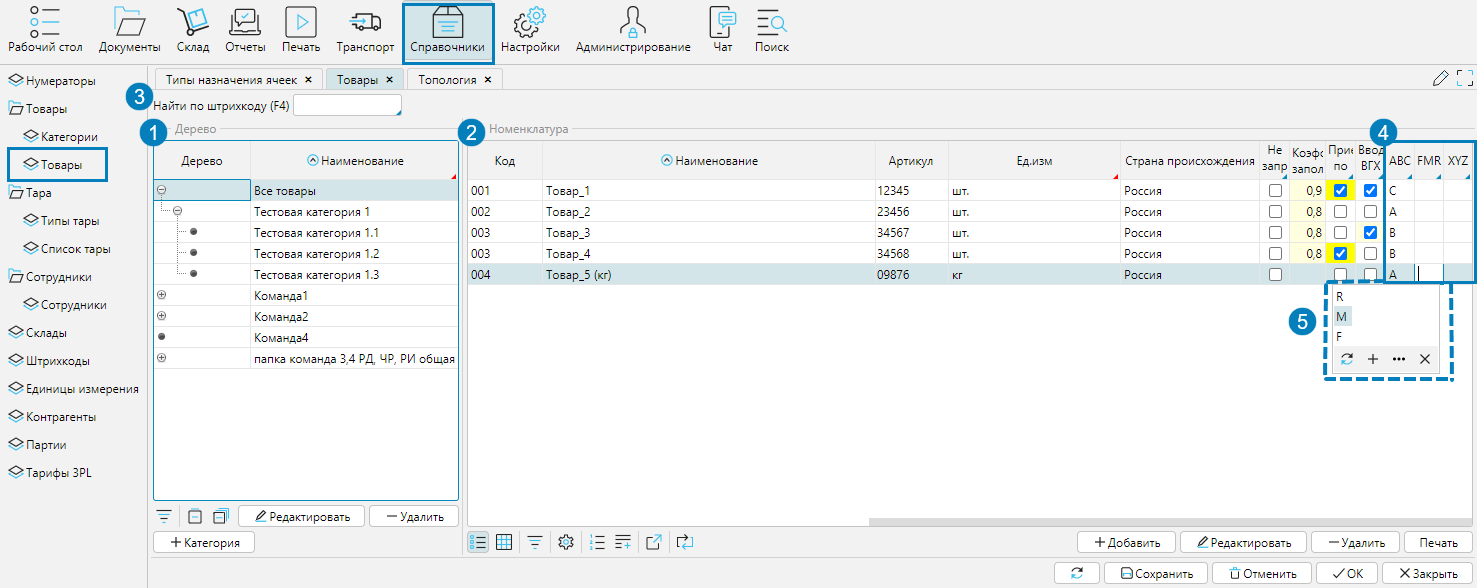 Рабочий стол Документы Склад Отчеты Печать Транспорт Справочники Настройки Администрирование Чат Поиск
Нумераторы
Товары
Категории
Товары
Тара
Типы тары
Список тары
Сотрудники
Сотрудники
Склады
Штрихкоды
Единицы измерения
Контрагенты
Партии
Тарифы 3PL
Типы назначения ячеек × Товары × Топология ×
3 Найти по штрихкоду (F4)
1 Дерево
Дерево Наименование
Все товары
Тестовая категория 1
Тестовая категория 1.1
Тестовая категория 1.2
Тестовая категория 1.3
Команда1
Команда2
Команда4
папка команда 3,4 РД, ЧР, РИ общая
Редактировать Удалить
+ Категория
2 Номенклатура 4
Код Наименование Артикул Ед.изм Страна происхождения Не запр Коэфс запол Прие по Ввод ВГХ ABC FMR XYZ
001 Товар_1 12345 шт. Россия 0,9 C
002 Товар_2 23456 шт. Россия 0,8 A
003 Товар_3 34567 шт. Россия 0,8 B
003 Товар_4 34568 шт. Россия 0,8 B
004 Товар_5 (кг) 09876 кг Россия A
5
R
M
F
+ Добавить Редактировать Удалить Печать
Сохранить Отменить OK Закрыть